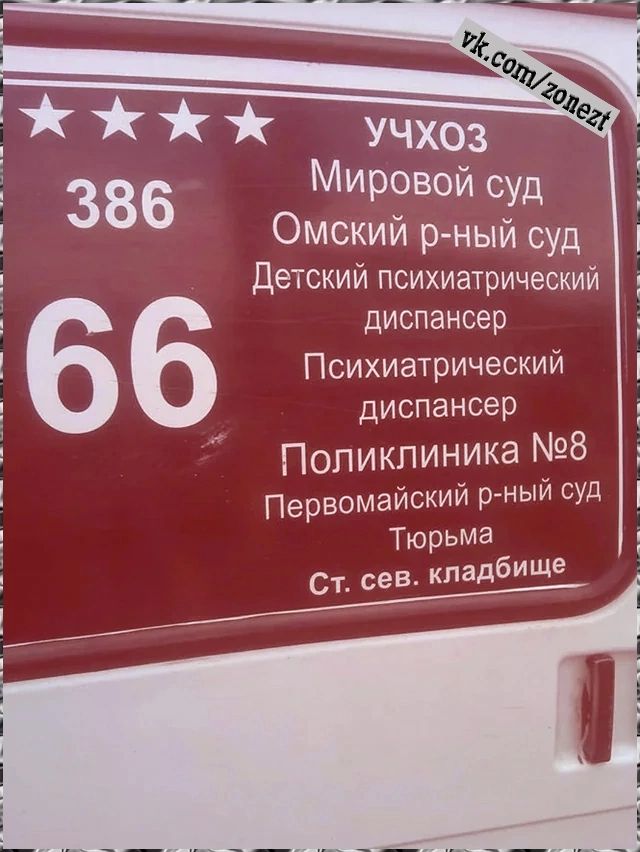 vk.com/zonezt
★★★★
386
66
УЧХОЗ
Мировой суд
Омский р-ный суд
Детский психиатрический
диспансер
Психиатрический
диспансер
Поликлиника №8
Первомайский р-ный суд
Тюрьма
Ст. сев. кладбище